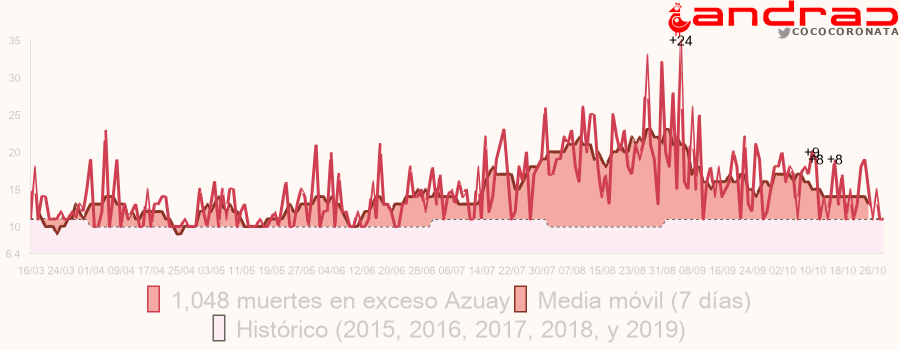 andrac
COCOCORONATA
+24
35
30
25
20
15
10
6.4
+9
+8 +8
16/03 24/03 01/04 09/04 17/04 25/04 03/05 11/05 19/05 27/05 04/06 12/06 20/06 28/06 06/07 14/07 22/07 30/07 07/08 15/08 23/08 31/08 08/09 16/09 24/09 02/10 10/10 18/10 26/10
1,048 muertes en exceso Azuay Media móvil (7 días)
Histórico (2015, 2016, 2017, 2018, y 2019)